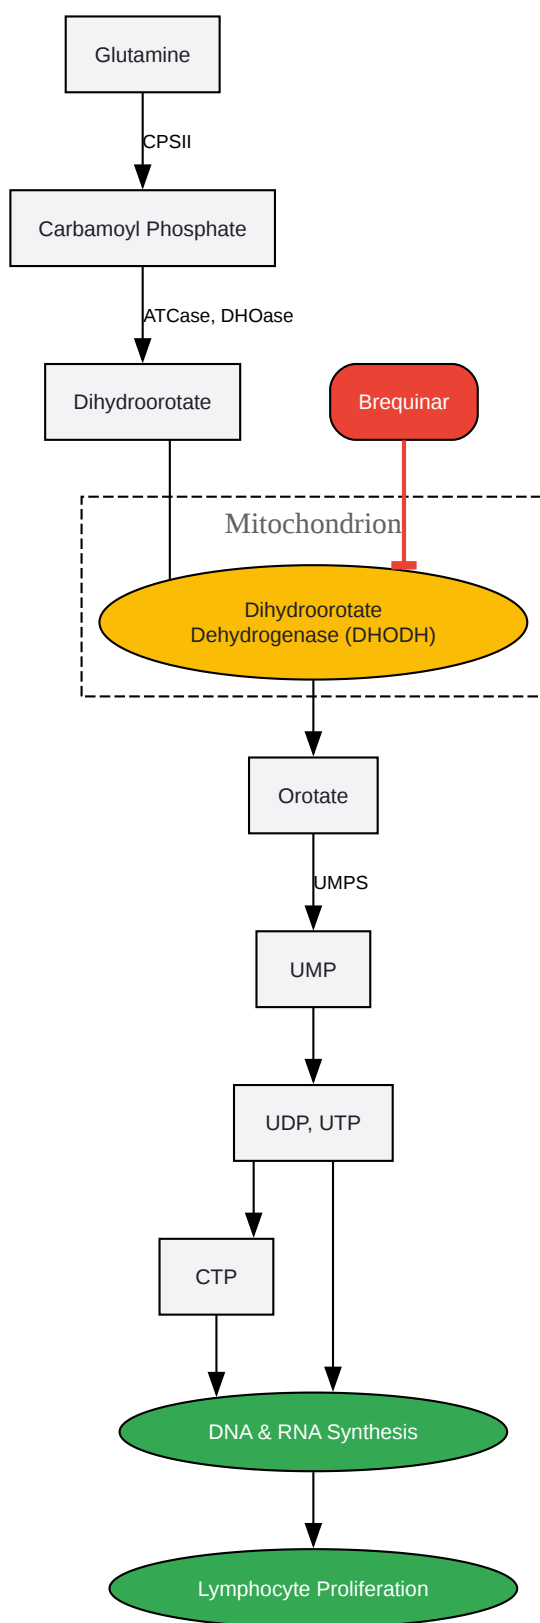 Glutamine
CPSII
Carbamoyl Phosphate
ATCase, DHOase
Dihydroorotate
Brequinar
Mitochondrion
Dihydroorotate
Dehydrogenase (DHODH)
Orotate
UMPS
UMP
UDP, UTP
CTP
DNA & RNA Synthesis
Lymphocyte Proliferation